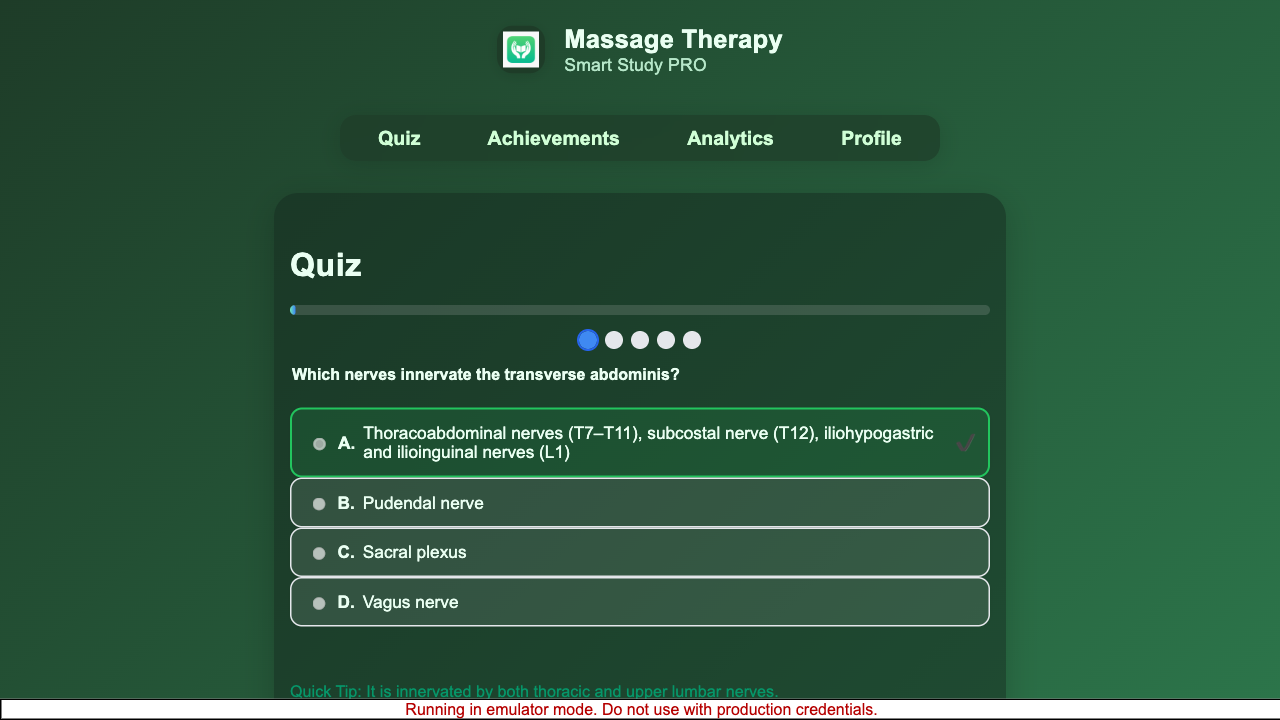 Massage Therapy
Smart Study PRO
Quiz Achievements Analytics Profile
Quiz
Which nerves innervate the transverse abdominis?
A. Thoracoabdominal nerves (T7–T11), subcostal nerve (T12), iliohypogastric
and ilioinguinal nerves (L1)
B. Pudendal nerve
C. Sacral plexus
D. Vagus nerve
Quick Tip: It is innervated by both thoracic and upper lumbar nerves.
Running in emulator mode. Do not use with production credentials.